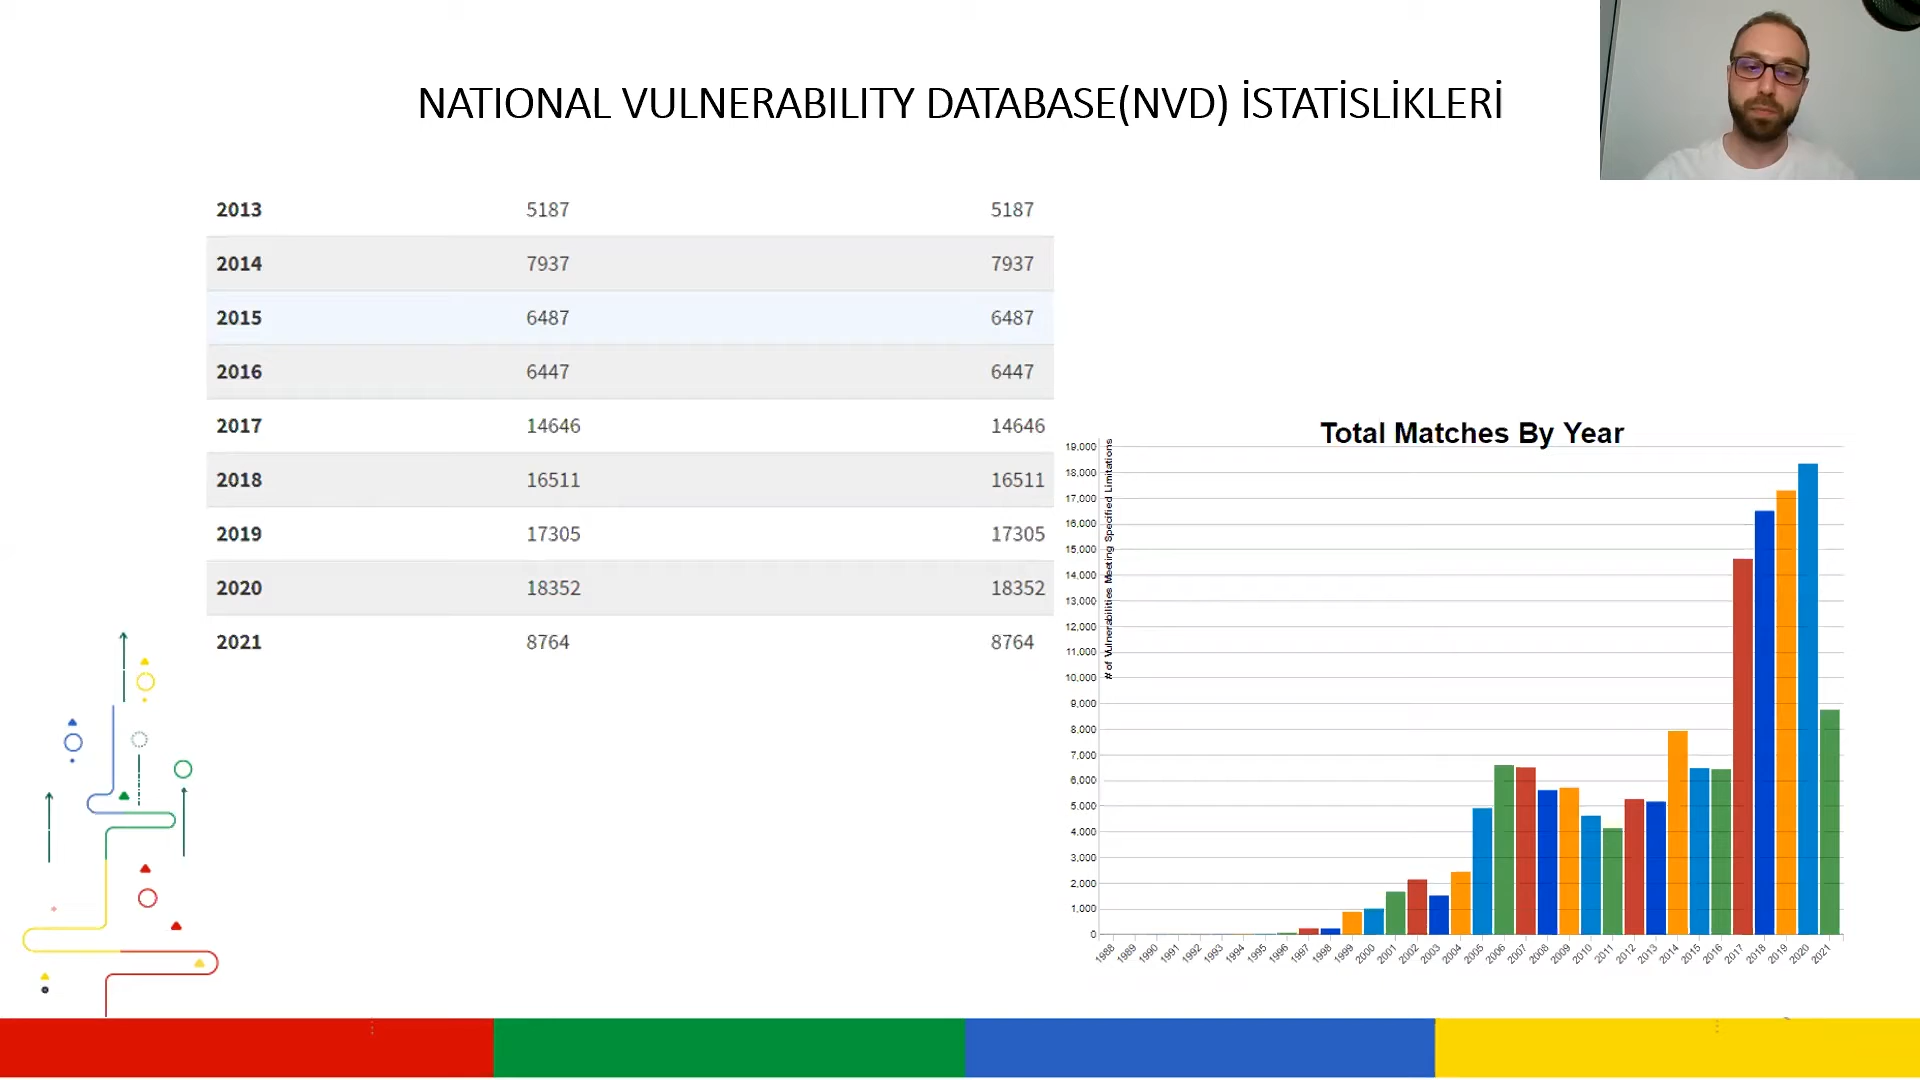 NATIONAL VULNERABILITY DATABASE(NVD) İSTATİSLİKLERİ
2013 5187 5187
2014 7937 7937
2015 6487 6487
2016 6447 6447
2017 14646 14646
2018 16511 16511
2019 17305 17305
2020 18352 18352
2021 8764 8764
Total Matches By Year
# of Vulnerabilities Meeting Specified Limitations
19,000
18,000
17,000
16,000
15,000
14,000
13,000
12,000
11,000
10,000
9,000
8,000
7,000
6,000
5,000
4,000
3,000
2,000
1,000
0
1988 1989 1990 1991 1992 1993 1994 1995 1996 1997 1998 1999 2000 2001 2002 2003 2004 2005 2006 2007 2008 2009 2010 2011 2012 2013 2014 2015 2016 2017 2018 2019 2020 2021